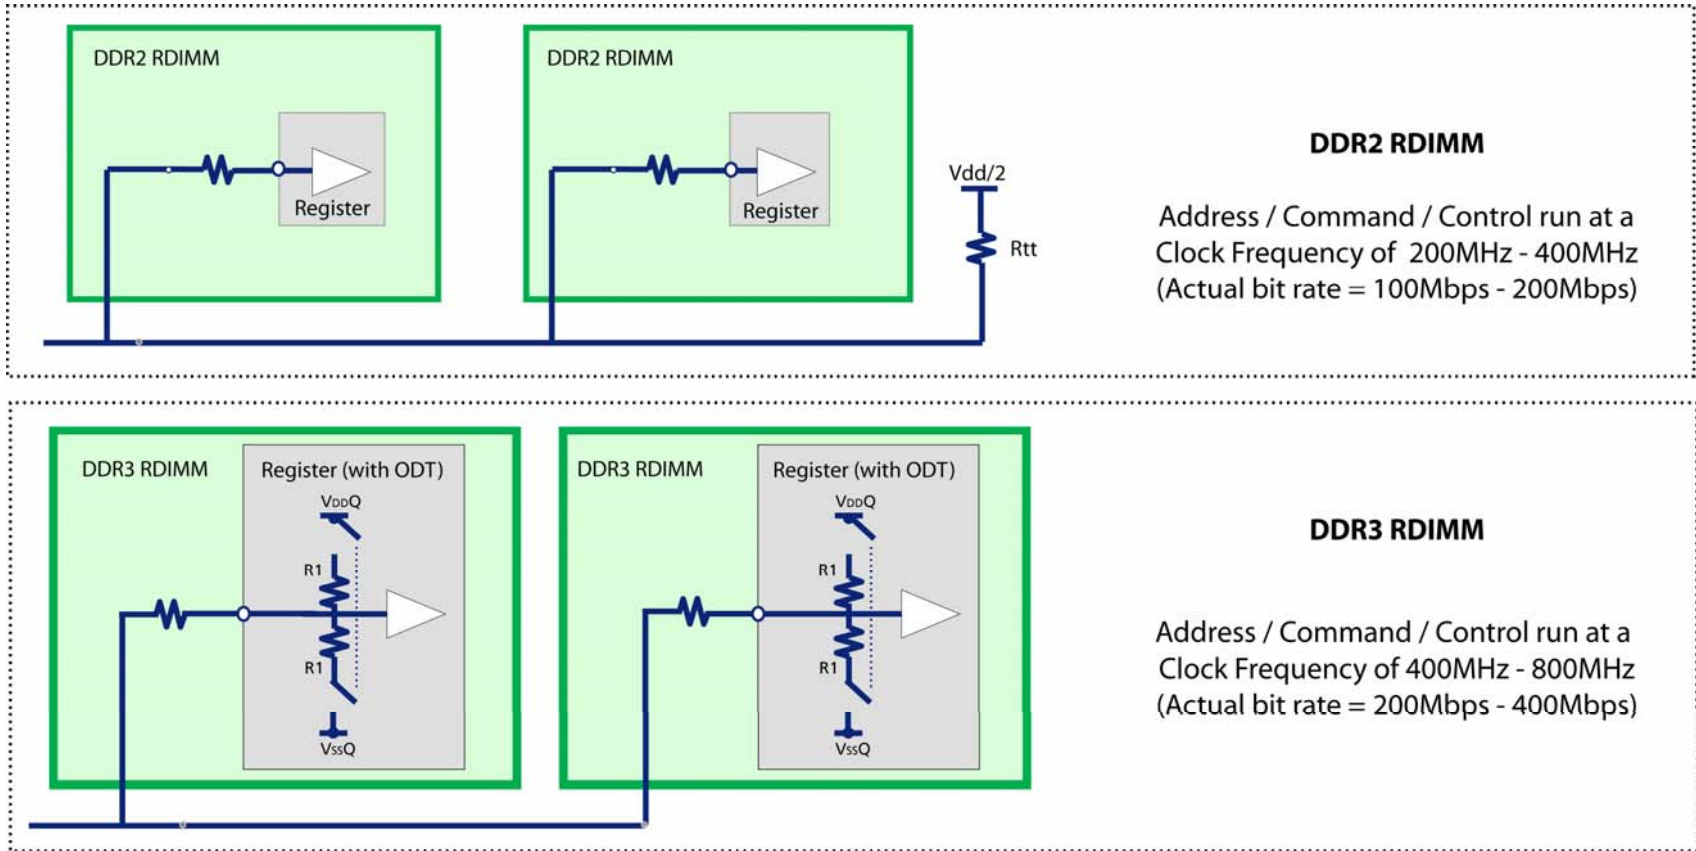 DDR2 RDIMM
Register
DDR2 RDIMM
Register
Vdd/2
Rtt
DDR2 RDIMM
Address / Command / Control run at a
Clock Frequency of 200MHz - 400MHz
(Actual bit rate = 100Mbps - 200Mbps)
DDR3 RDIMM
Register (with ODT)
VDDQ
R1
R1
VssQ
DDR3 RDIMM
Register (with ODT)
VDDQ
R1
R1
VssQ
DDR3 RDIMM
Address / Command / Control run at a
Clock Frequency of 400MHz - 800MHz
(Actual bit rate = 200Mbps - 400Mbps)